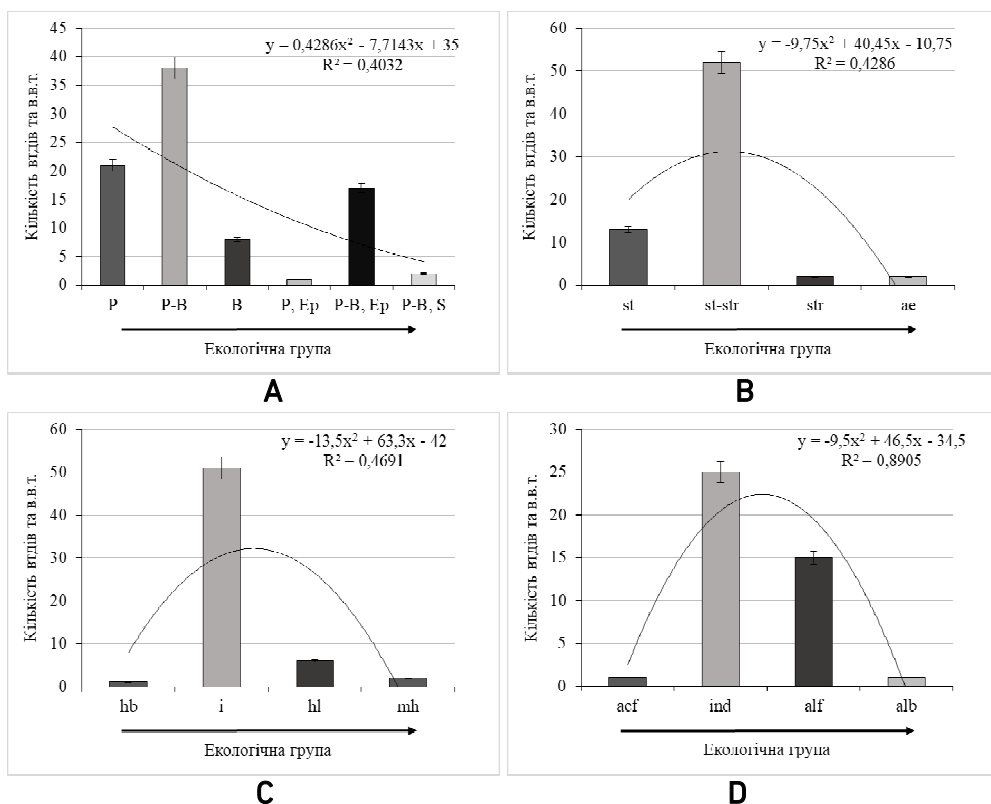 y = 0,4286x² - 7,7143x + 35
R² = 0,4032
Кількість втдів та в.в.т.
45
40
35
30
25
20
15
10
5
0
P P-B B P, Ep P-B, Ep P-B, S
Екологічна група
A
y = -9,75x² + 40,45x - 10,75
R² = 0,4286
Кількість втдів та в.в.т.
60
50
40
30
20
10
0
st st-str str ae
Екологічна група
B
y = -13,5x² + 63,3x - 42
R² = 0,4691
Кількість втдів та в.в.т.
60
50
40
30
20
10
0
hb i hl mh
Екологічна група
C
y = -9,5x² + 46,5x - 34,5
R² = 0,8905
Кількість втдів та в.в.т.
30
25
20
15
10
5
0
acf ind alf alb
Екологічна група
D